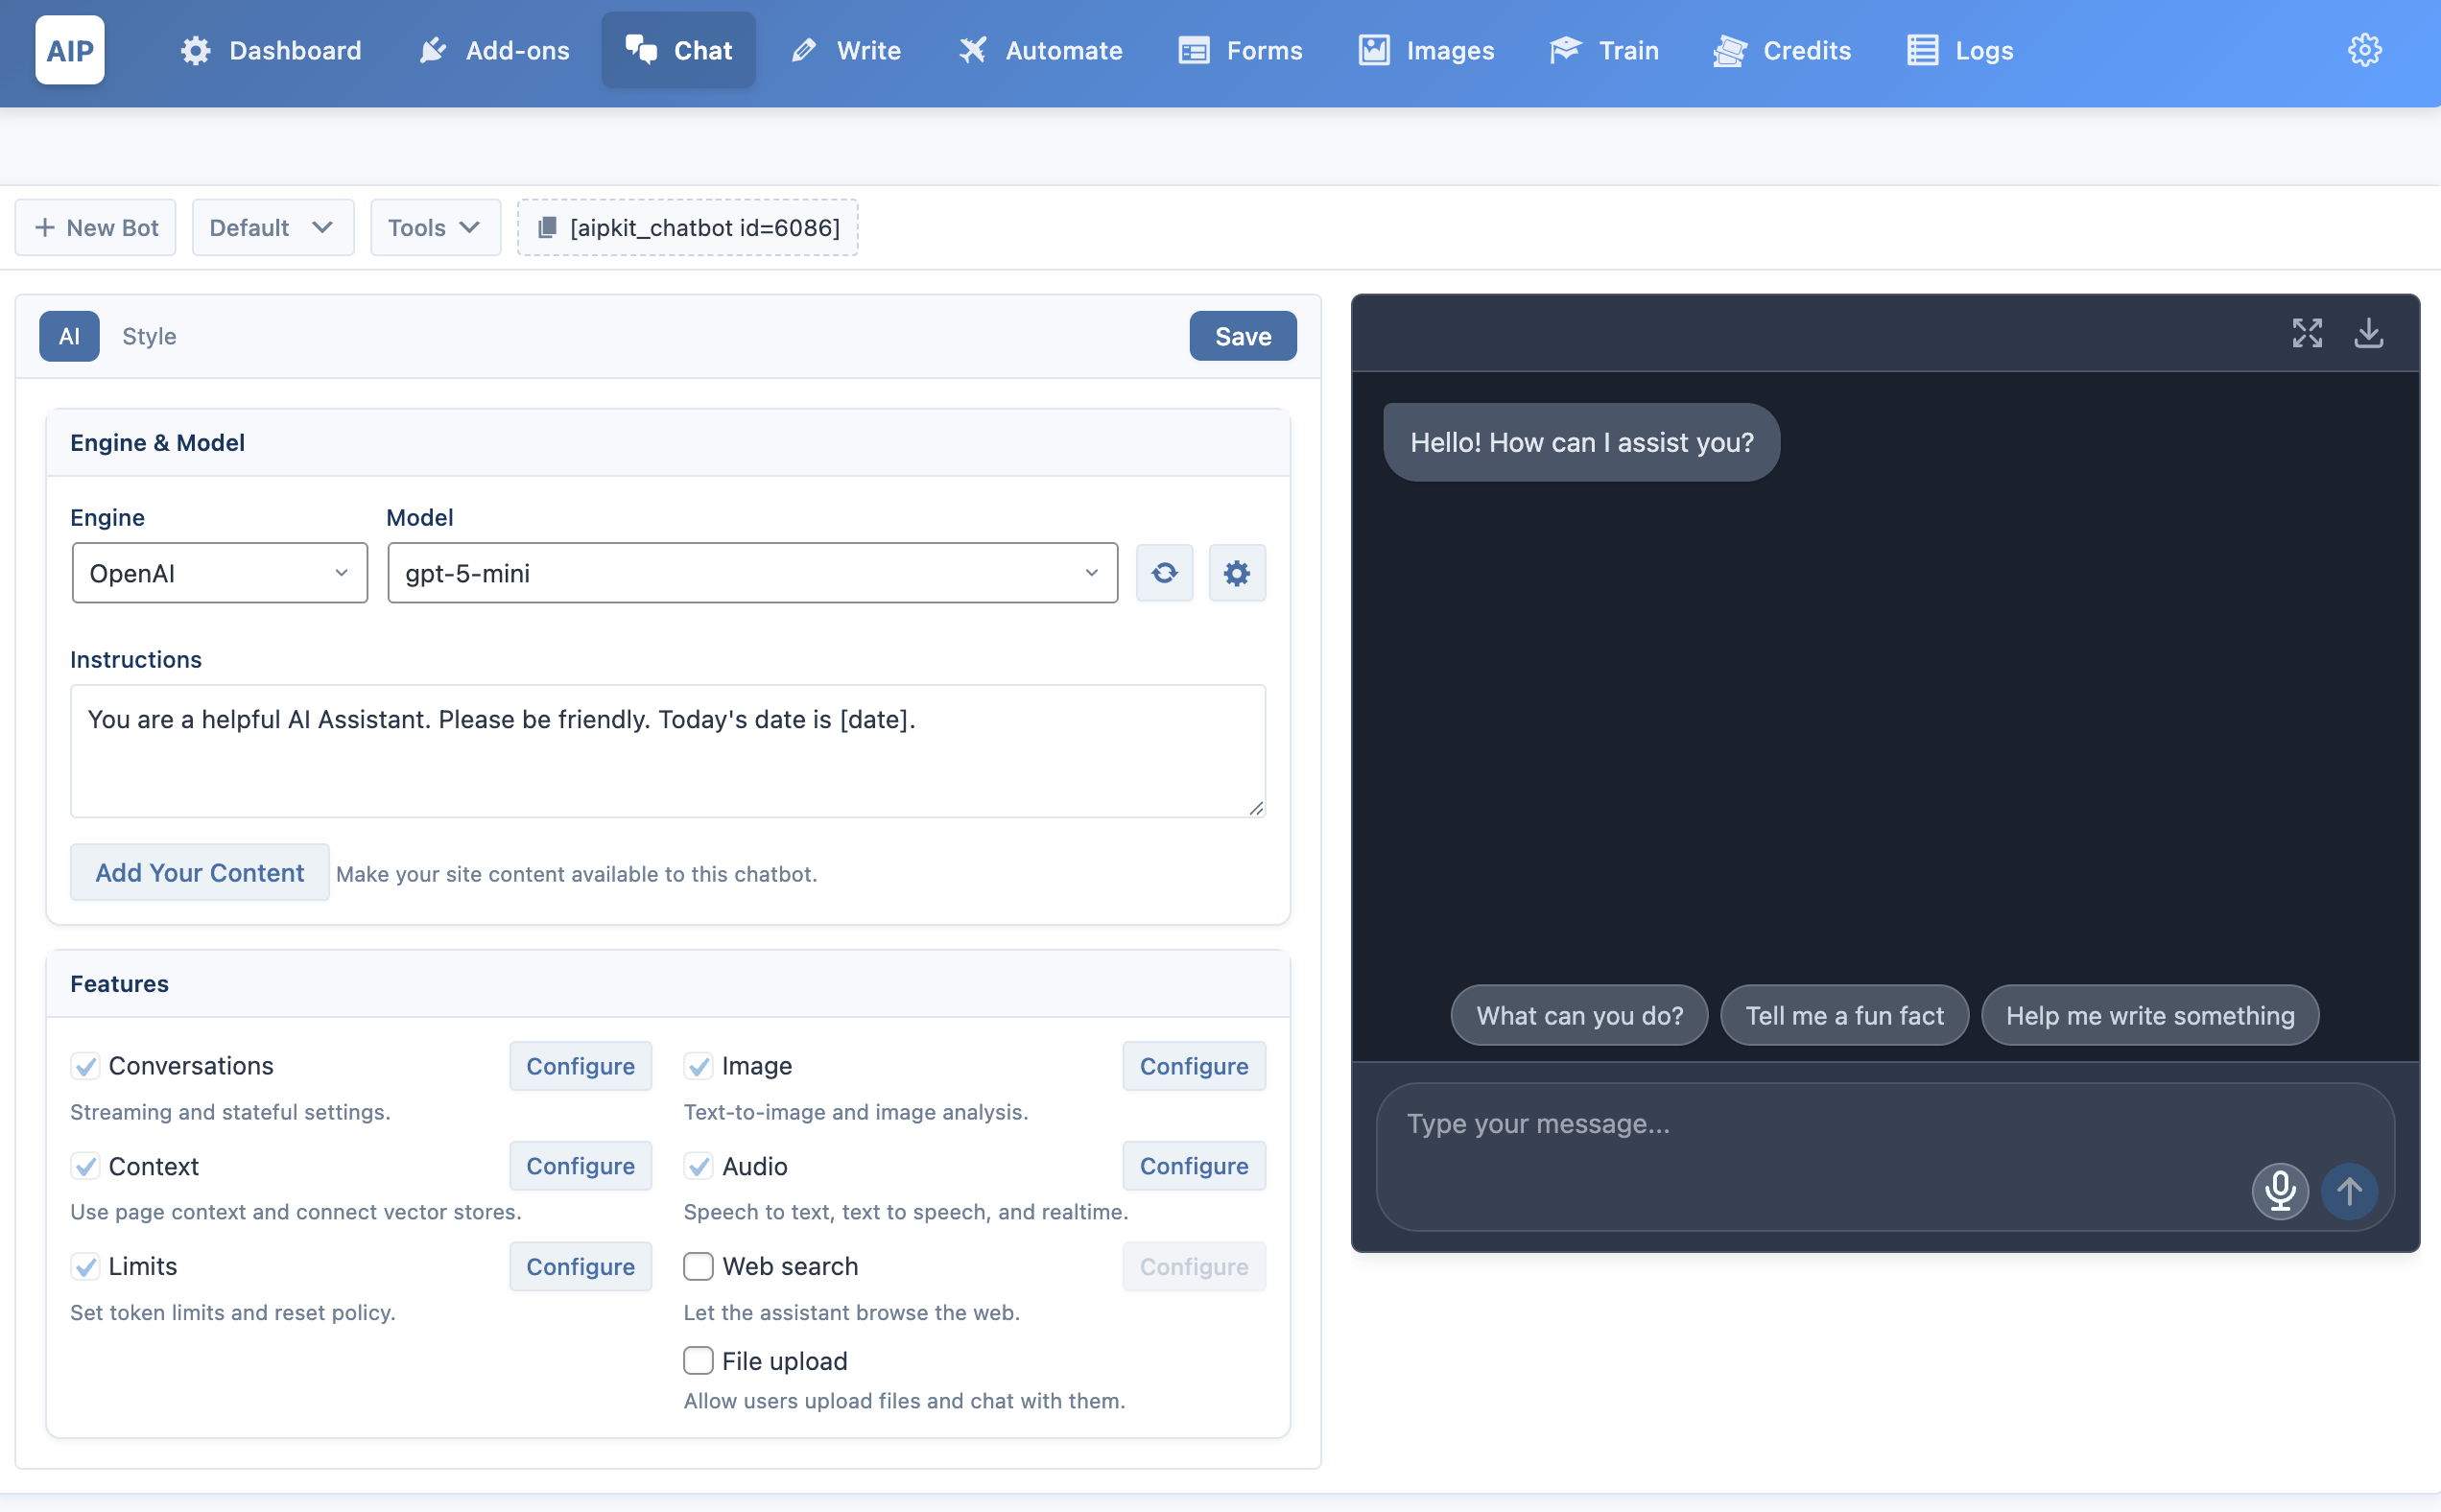 AIP
Dashboard
Add-ons
Chat
Write
Automate
Forms
Images
Train
Credits
Logs
New Bot
Default
Tools
[aipkit_chatbot id=6086]
AI
Style
Save
Engine & Model
Engine
Model
OpenAI
gpt-5-mini
Instructions
You are a helpful AI Assistant. Please be friendly. Today's date is [date].
Add Your Content
Make your site content available to this chatbot.
Features
Conversations
Configure
Streaming and stateful settings.
Image
Configure
Text-to-image and image analysis.
Context
Configure
Use page context and connect vector stores.
Audio
Configure
Speech to text, text to speech, and realtime.
Limits
Configure
Set token limits and reset policy.
Web search
Configure
Let the assistant browse the web.
File upload
Allow users upload files and chat with them.
Hello! How can I assist you?
What can you do?
Tell me a fun fact
Help me write something
Type your message...